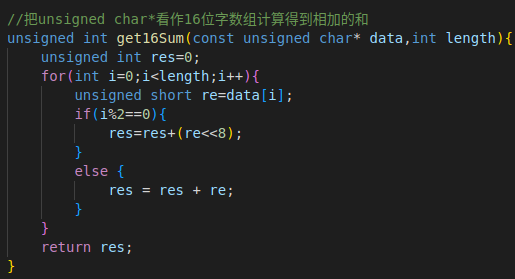 //把unsigned char*看作16位字数组计算得到相加的和
unsigned int get16Sum(const unsigned char* data,int length){
    unsigned int res=0;
    for(int i=0;i<length;i++){
        unsigned short re=data[i];
        if(i%2==0){
            res=res+(re<<8);
        }
        else {
            res = res + re;
        }
    }
    return res;
}